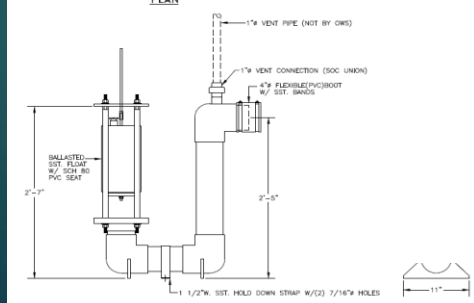 PLAN
1"ø VENT PIPE (NOT BY OWS)
1"ø VENT CONNECTION (SOC UNION)
4"ø FLEXIBLE(PVC)BOOT
W/ SST. BANDS
BALLASTED
SST. FLOAT
W/ SCH 80
PVC SEAT
2'-7"
2'-5"
1 1/2"W. SST. HOLD DOWN STRAP W/(2) 7/16"ø HOLES
11"